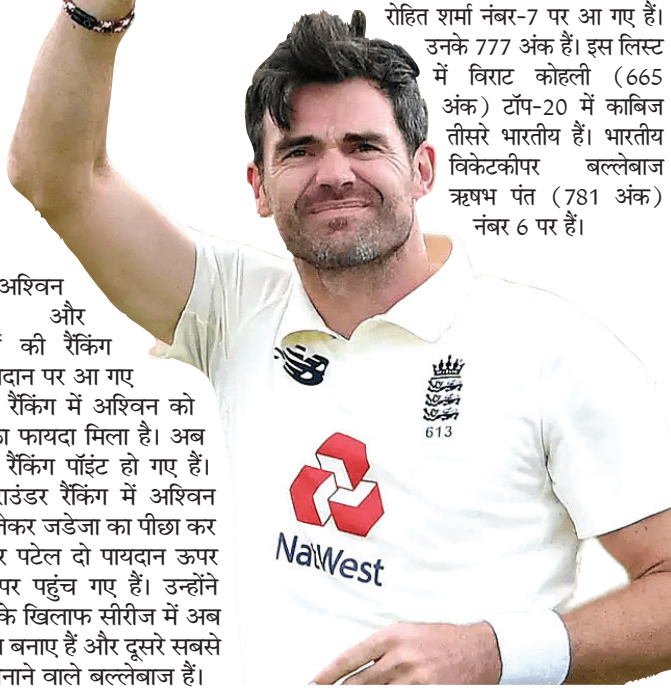 रोहित शर्मा नंबर-7 पर आ गए हैं।
उनके 777 अंक हैं। इस लिस्ट
में विराट कोहली (665
अंक) टॉप-20 में काबिज
तीसरे भारतीय हैं। भारतीय
विकेटकीपर बल्लेबाज
ऋषभ पंत (781 अंक)
नंबर 6 पर हैं।
अश्विन
और
की रैंकिंग
पर आ गए
रैंकिंग में अश्विन को
फायदा मिला है। अब
रैंकिंग पॉइंट हो गए हैं।
रैंकिंग में अश्विन
जडेजा का पीछा कर
पटेल दो पायदान ऊपर
पर पहुंच गए हैं। उन्होंने
के खिलाफ सीरीज में अब
बनाए हैं और दूसरे सबसे
वाले बल्लेबाज हैं।
613
NatWest